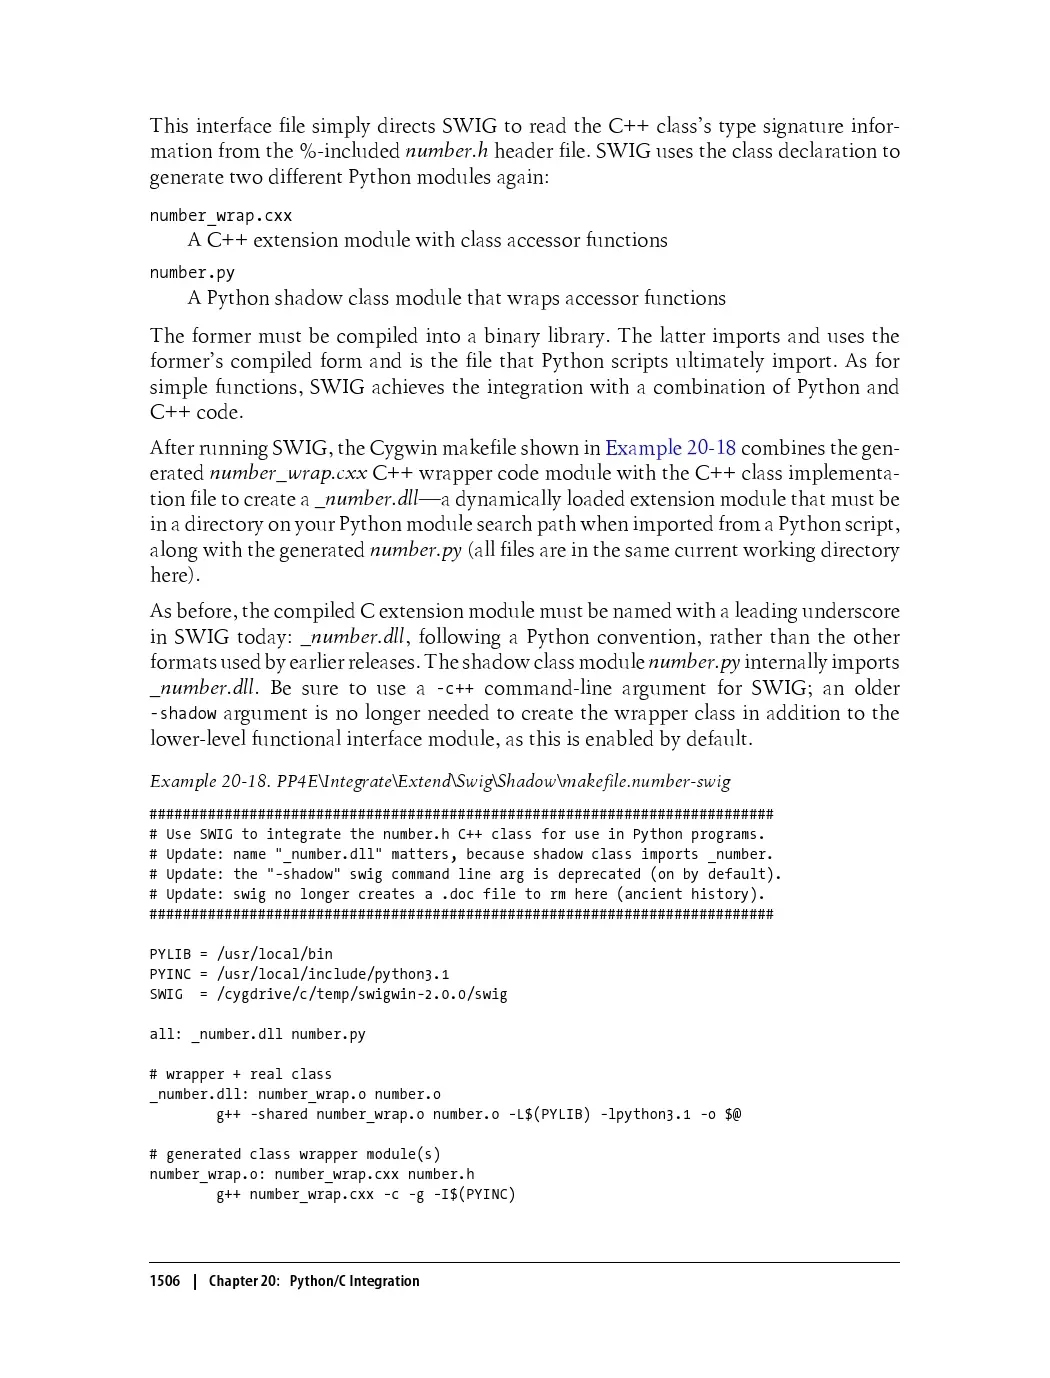 This interface file simply directs SWIG to read the C++ class's type signature infor-
mation from the %-included number.h header file. SWIG uses the class declaration to
generate two different Python modules again:
number_wrap.cxx
A C++ extension module with class accessor functions
number.py
A Python shadow class module that wraps accessor functions
The former must be compiled into a binary library. The latter imports and uses the
former's compiled form and is the file that Python scripts ultimately import. As for
simple functions, SWIG achieves the integration with a combination of Python and
C++ code.
After running SWIG, the Cygwin makefile shown in Example 20-18 combines the gen-
erated number_wrap.cxx C++ wrapper code module with the C++ class implementa-
tion file to create a _number.dll—a dynamically loaded extension module that must be
in a directory on your Python module search path when imported from a Python script,
along with the generated number.py (all files are in the same current working directory
here).
As before, the compiled C extension module must be named with a leading underscore
in SWIG today: _number.dll, following a Python convention, rather than the other
formats used by earlier releases. The shadow class module number.py internally imports
_number.dll. Be sure to use a -c++ command-line argument for SWIG; an older
-shadow argument is no longer needed to create the wrapper class in addition to the
lower-level functional interface module, as this is enabled by default.
Example 20-18. PP4E\Integrate\Extend\Swig\Shadow\makefile.number-swig
###########################################################################
# Use SWIG to integrate the number.h C++ class for use in Python programs.
# Update: name "_number.dll" matters, because shadow class imports _number.
# Update: the "-shadow" swig command line arg is deprecated (on by default).
# Update: swig no longer creates a .doc file to rm here (ancient history).
###########################################################################
PYLIB = /usr/local/bin
PYINC = /usr/local/include/python3.1
SWIG  = /cygdrive/c/temp/swigwin-2.0.0/swig
all: _number.dll number.py
# wrapper + real class
_number.dll: number_wrap.o number.o
g++ -shared number_wrap.o number.o -L$(PYLIB) -lpython3.1 -o $@
# generated class wrapper module(s)
number_wrap.o: number_wrap.cxx number.h
g++ number_wrap.cxx -c -g -I$(PYINC)
1506 | Chapter 20: Python/C Integration